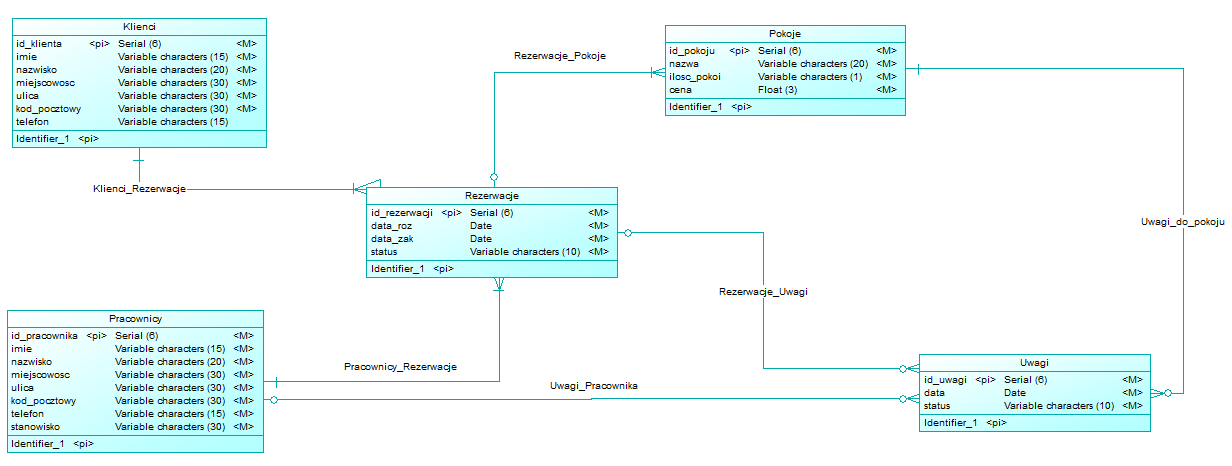 Klienci
id_klienta <pi> Serial (6) <M>
imie Variable characters (15) <M>
nazwisko Variable characters (20) <M>
miejscowosc Variable characters (30) <M>
ulica Variable characters (30) <M>
kod_pocztowy Variable characters (30) <M>
telefon Variable characters (15)
Identifier_1 <pi>
Rezerwacje_Pokoje
Pokoje
id_pokoju <pi> Serial (6) <M>
nazwa Variable characters (20) <M>
ilosc_pokoi Variable characters (1) <M>
cena Float (3) <M>
Identifier_1 <pi>
Klienci_Rezerwacje
Rezerwacje
id_rezerwacji <pi> Serial (6) <M>
data_roz Date <M>
data_zak Date <M>
status Variable characters (10) <M>
Identifier_1 <pi>
Uwagi_do_pokoju
Rezerwacje_Uwagi
Pracownicy
id_pracownika <pi> Serial (6) <M>
imie Variable characters (15) <M>
nazwisko Variable characters (20) <M>
miejscowosc Variable characters (30) <M>
ulica Variable characters (30) <M>
kod_pocztowy Variable characters (30) <M>
telefon Variable characters (15) <M>
stanowisko Variable characters (30) <M>
Identifier_1 <pi>
Pracownicy_Rezerwacje
Uwagi_Pracownika
Uwagi
id_uwagi <pi> Serial (6) <M>
data Date <M>
status Variable characters (10) <M>
Identifier_1 <pi>